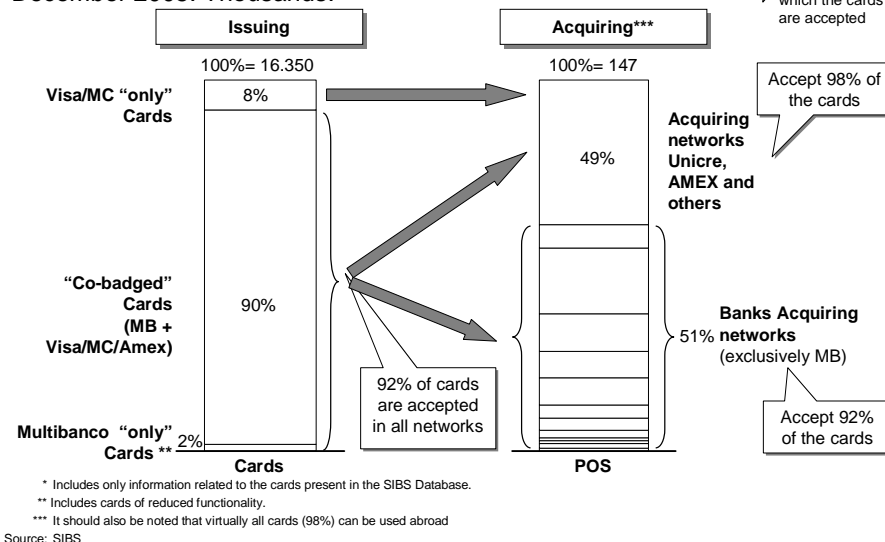 December 2005. Thousands.
which the cards
are accepted
Issuing
Acquiring***
100%= 16.350
100%= 147
Visa/MC “only”
Cards
8%
Accept 98% of
the cards
Acquiring
networks
Unicre,
AMEX and
others
49%
“Co-badged”
Cards
(MB +
Visa/MC/Amex)
90%
51%
Banks Acquiring
networks
(exclusively MB)
92% of cards
are accepted
in all networks
Accept 92%
of the cards
Multibanco “only”
Cards **
2%
Cards
POS
* Includes only information related to the cards present in the SIBS Database.
** Includes cards of reduced functionality.
*** It should also be noted that virtually all cards (98%) can be used abroad
Source: SIBS